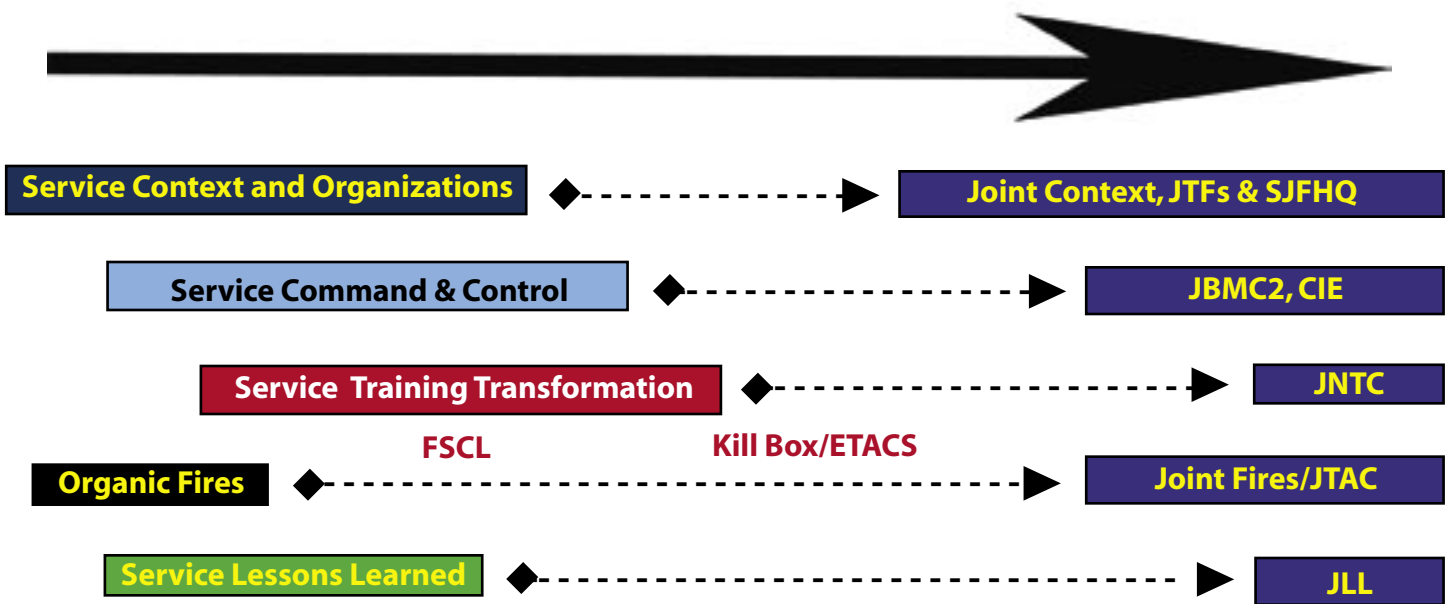 Service Context and Organizations
Joint Context, JTFs & SJFHQ
Service Command & Control
JBMC2, CIE
Service Training Transformation
JNTC
FSCL
Kill Box/ETACS
Organic Fires
Joint Fires/JTAC
Service Lessons Learned
JLL